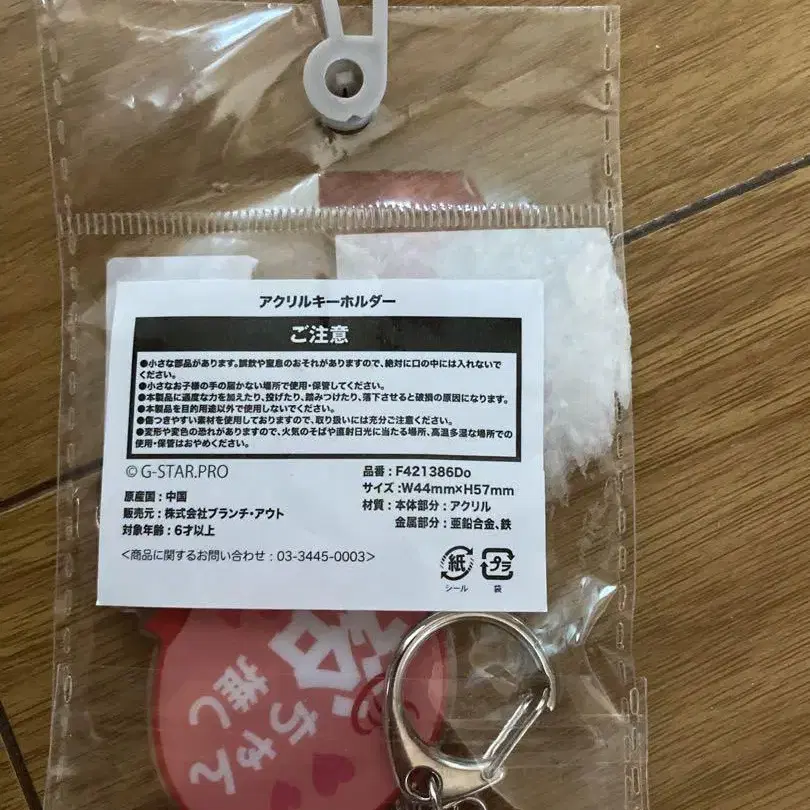 アクリルキーホルダー
ご注意
●小さな部品があります。誤飲や窒息のおそれがありますので、絶対に口の中には入れないで
ください。
●小さなお子様の手の届かない場所で使用・保管してください。
●本製品に過度な力を加えたり、投げたり、踏みつけたり、落下させると破損の原因になります。
●本製品を目的用途以外で使用しないでください。
●傷つきやすい素材を使用しておりますので、取り扱いには充分ご注意ください。
●変形や変色の恐れがありますので、火気のそばや直射日光に当たる場所、高温多湿な場所での
使用・保管はおやめください。
© G-STAR.PRO
原産国：中国
販売元：株式会社ブランチ・アウト
対象年齢：6才以上
品番：F421386Do
サイズ：W44mm×H57mm
材質：本体部分：アクリル
金属部分：亜鉛合金、鉄
<商品に関するお問い合わせ：03-3445-0003>
紙
シール
プラ
袋
ちゃん
推し